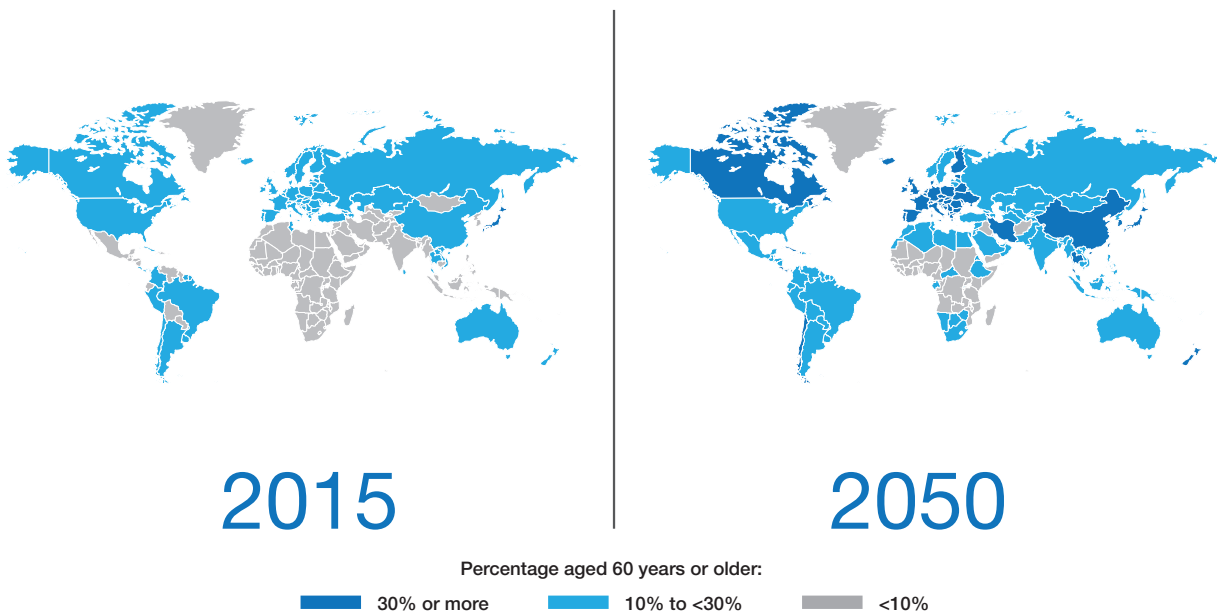 2015
2050
Percentage aged 60 years or older:
30% or more
10% to <30%
<10%